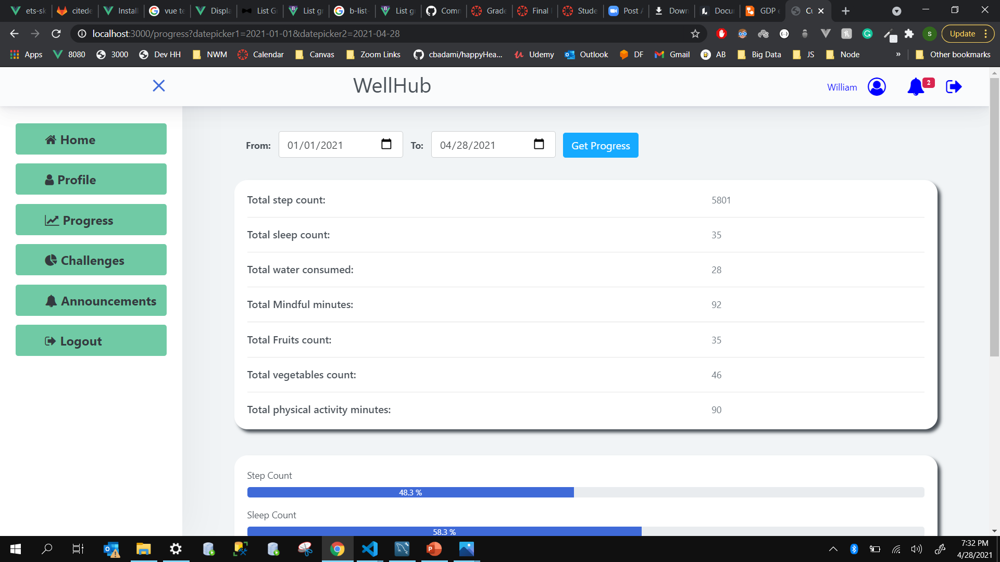 ets-sk citede Install vue te Displa List G List gr b-list- List gr Comm Grade Final Stude Post A Down Docu GDP
localhost:3000/progress?datepicker1=2021-01-01&datepicker2=2021-04-28 S Update
Apps 8080 3000 Dev HH NWM Calendar Canvas Zoom Links cbadami/happyHea... Udemy Outlook DF Gmail AB Big Data JS Node » Other bookmarks
WellHub William 2
Home
Profile
Progress
Challenges
Announcements
Logout
From: 01/01/2021 To: 04/28/2021 Get Progress
Total step count: 5801
Total sleep count: 35
Total water consumed: 28
Total Mindful minutes: 92
Total Fruits count: 35
Total vegetables count: 46
Total physical activity minutes: 90
Step Count
48.3 %
Sleep Count
58.3 %
7:32 PM
4/28/2021